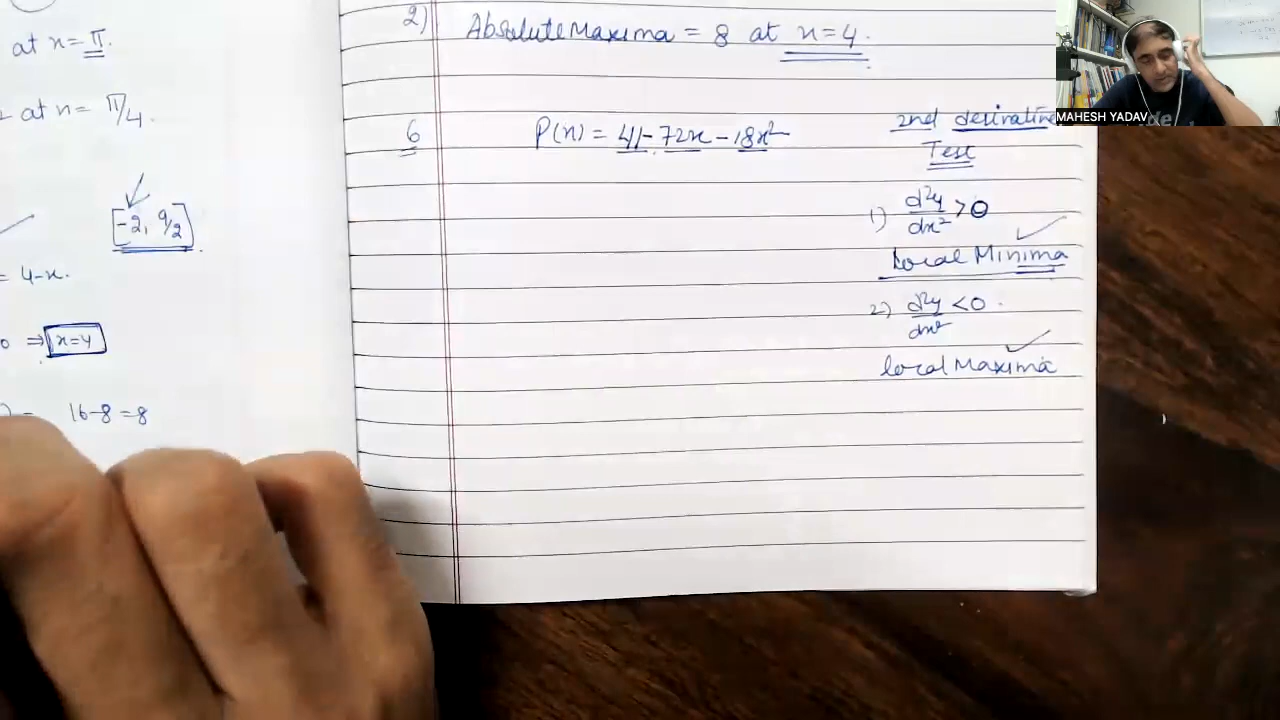 at x = π.
2 at x = π/4.
[-2, 9/2]
= 4-x.
0 ⇒ x=4
) = 16-8 = 8
2) Absolute Maxima = 8 at x = 4.
6 P(x) = 41 - 72x - 18x²
2nd derivative
Test
1) d²y/dx² > 0
Local Minima
2) d²y/dx² < 0.
local Maxima
MAHESH YADAV